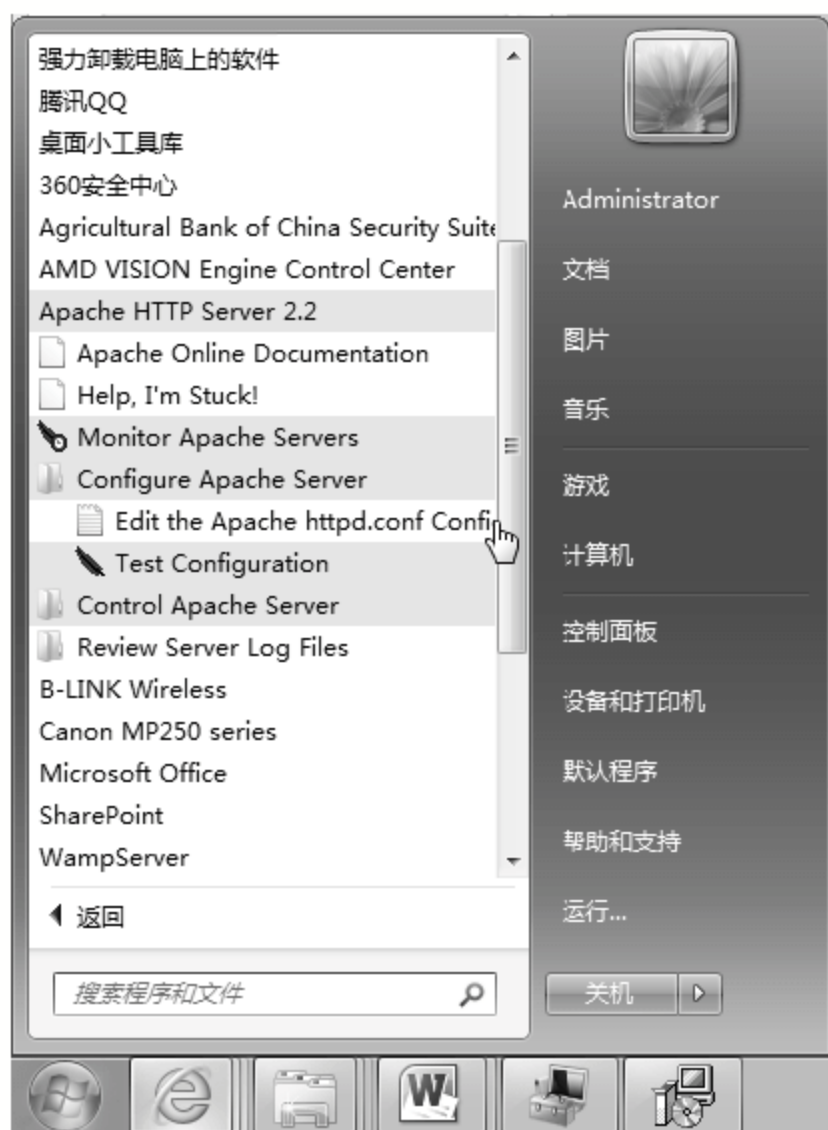 强力卸载电脑上的软件
腾讯QQ
桌面小工具库
360安全中心
Agricultural Bank of China Security Suite
AMD VISION Engine Control Center
Apache HTTP Server 2.2
Apache Online Documentation
Help, I'm Stuck!
Monitor Apache Servers
Configure Apache Server
Edit the Apache httpd.conf Confi
Test Configuration
Control Apache Server
Review Server Log Files
B-LINK Wireless
Canon MP250 series
Microsoft Office
SharePoint
WampServer
返回
搜索程序和文件
Administrator
文档
图片
音乐
游戏
计算机
控制面板
设备和打印机
默认程序
帮助和支持
运行...
关机
W